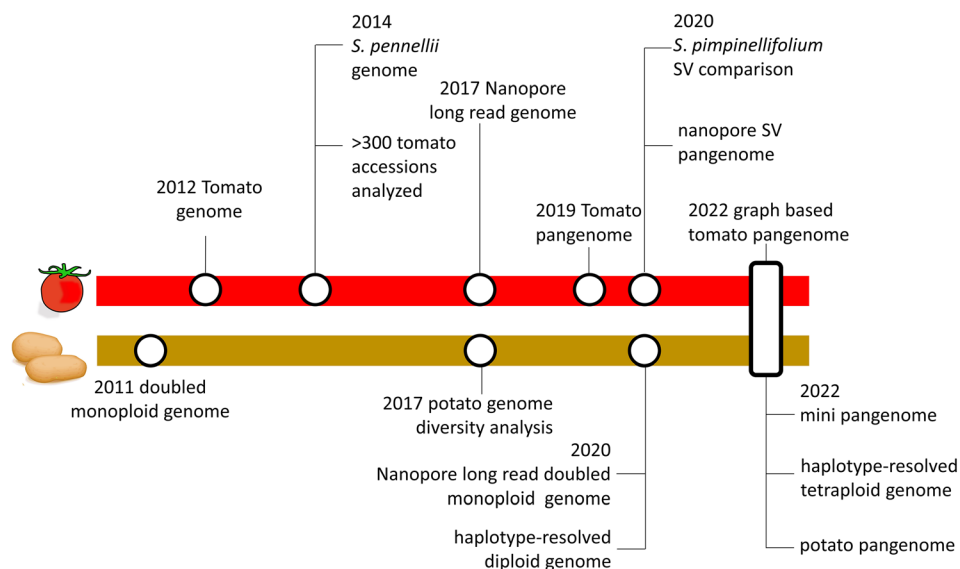 2014
S. pennellii
genome
>300 tomato
accessions
analyzed
2012 Tomato
genome
2017 Nanopore
long read genome
2019 Tomato
pangenome
2020
S. pimpinellifolium
SV comparison
nanopore SV
pangenome
2022 graph based
tomato pangenome
2011 doubled
monoploid genome
2017 potato genome
diversity analysis
2020
Nanopore long read doubled
monoploid genome
haplotype-resolved
diploid genome
2022
mini pangenome
haplotype-resolved
tetraploid genome
potato pangenome